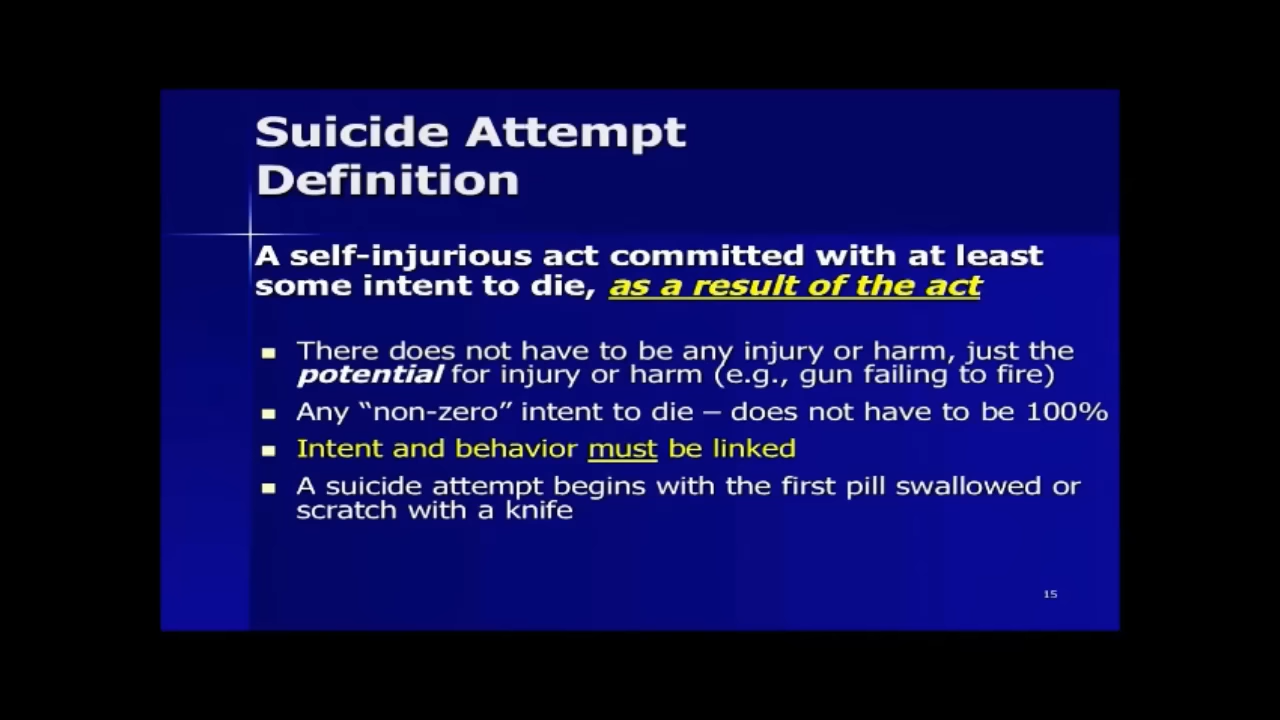 Suicide Attempt
Definition
A self-injurious act committed with at least
some intent to die, as a result of the act
There does not have to be any injury or harm, just the
potential for injury or harm (e.g., gun failing to fire)
Any “non-zero” intent to die – does not have to be 100%
Intent and behavior must be linked
A suicide attempt begins with the first pill swallowed or
scratch with a knife
15